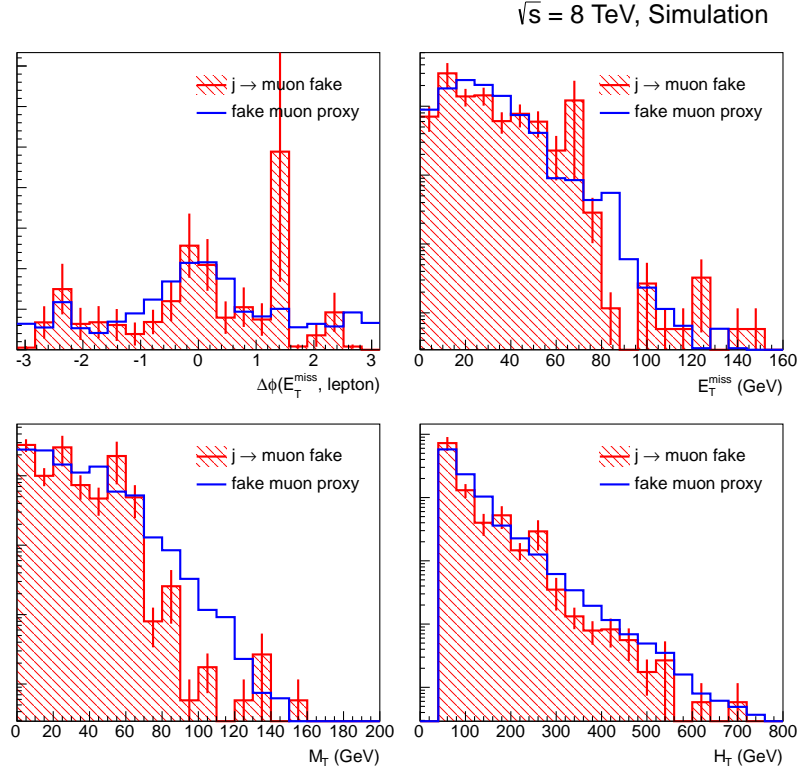 √s = 8 TeV, Simulation
j → muon fake
fake muon proxy
-3 -2 -1 0 1 2 3
Δϕ(E_T^miss, lepton)
j → muon fake
fake muon proxy
0 20 40 60 80 100 120 140 160
E_T^miss (GeV)
j → muon fake
fake muon proxy
0 20 40 60 80 100 120 140 160 180 200
M_T (GeV)
j → muon fake
fake muon proxy
0 100 200 300 400 500 600 700 800
H_T (GeV)